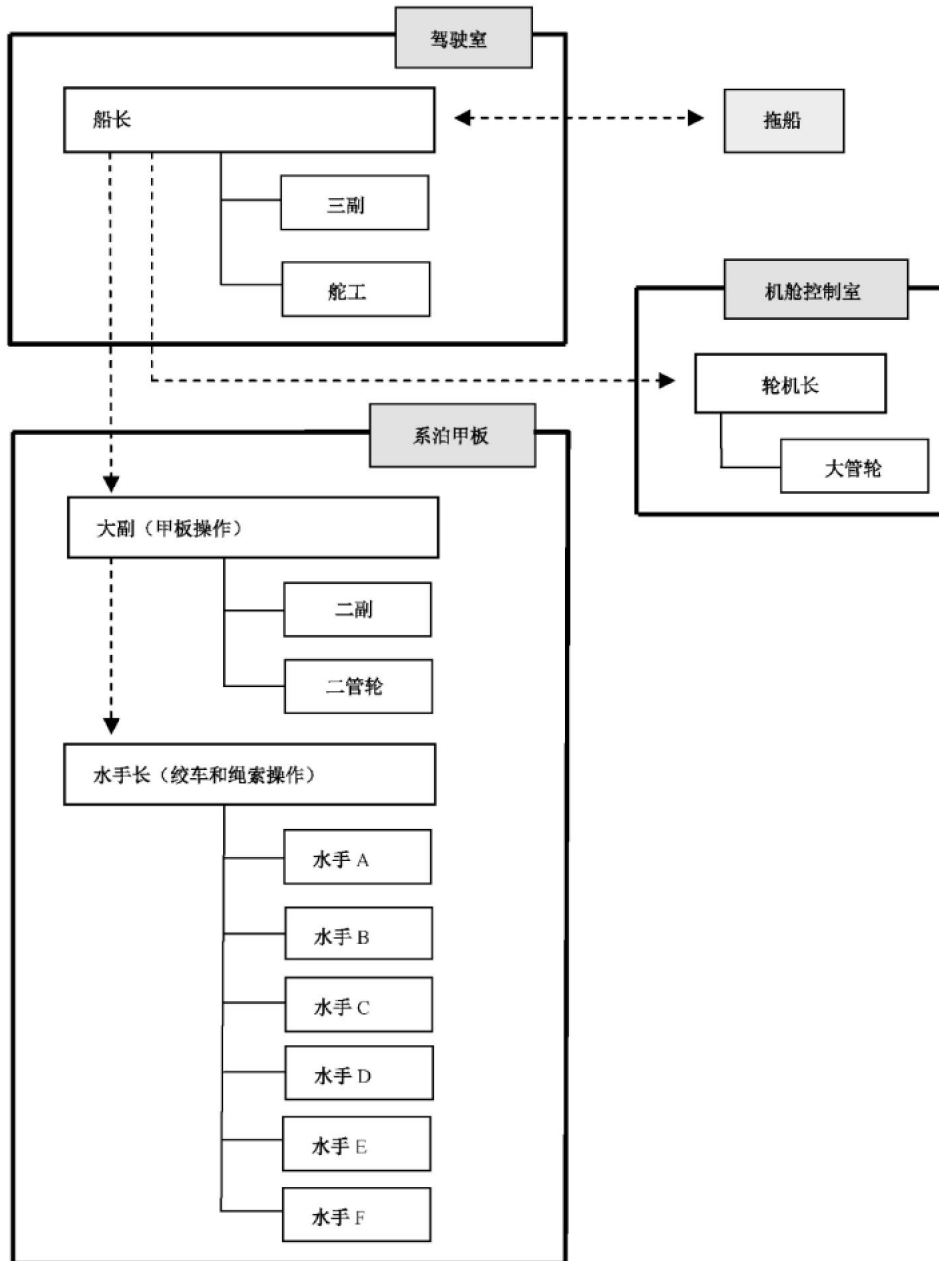 驾驶室
船长
拖船
三副
舵工
机舱控制室
轮机长
大管轮
系泊甲板
大副（甲板操作）
二副
二管轮
水手长（绞车和绳索操作）
水手 A
水手 B
水手 C
水手 D
水手 E
水手 F